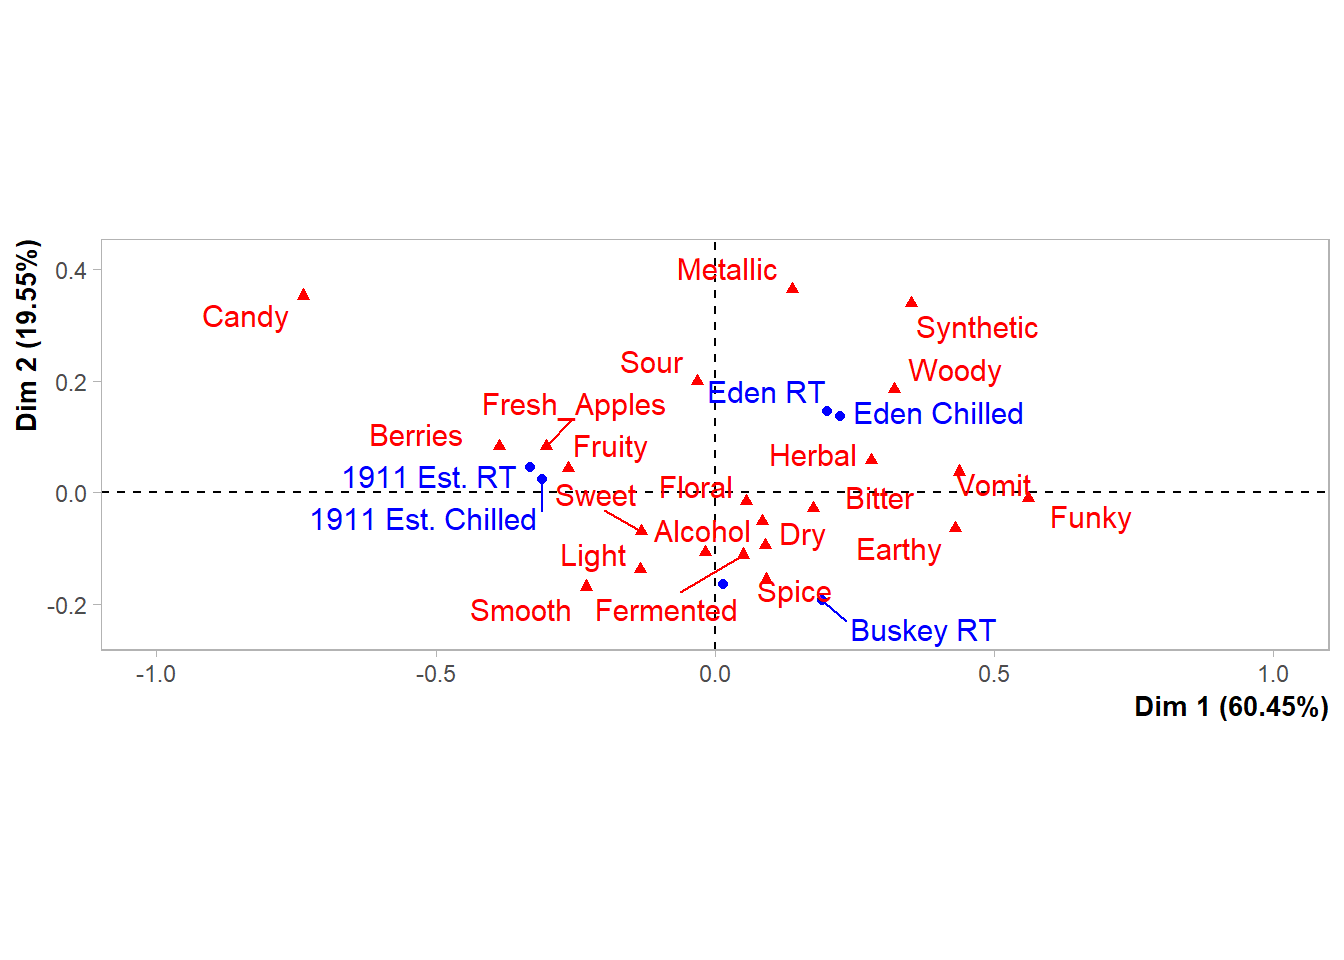 Dim 2 (19.55%)
0.4
0.2
0.0
-0.2
Metallic
Candy
Synthetic
Sour
Woody
Eden RT
Fresh_Apples
Eden Chilled
Berries
Fruity
Herbal
1911 Est. RT
Vomit
Sweet
Floral
Bitter
1911 Est. Chilled
Funky
Alcohol
Dry
Earthy
Light
Spice
Smooth
Fermented
Buskey RT
-1.0
-0.5
0.0
0.5
1.0
Dim 1 (60.45%)